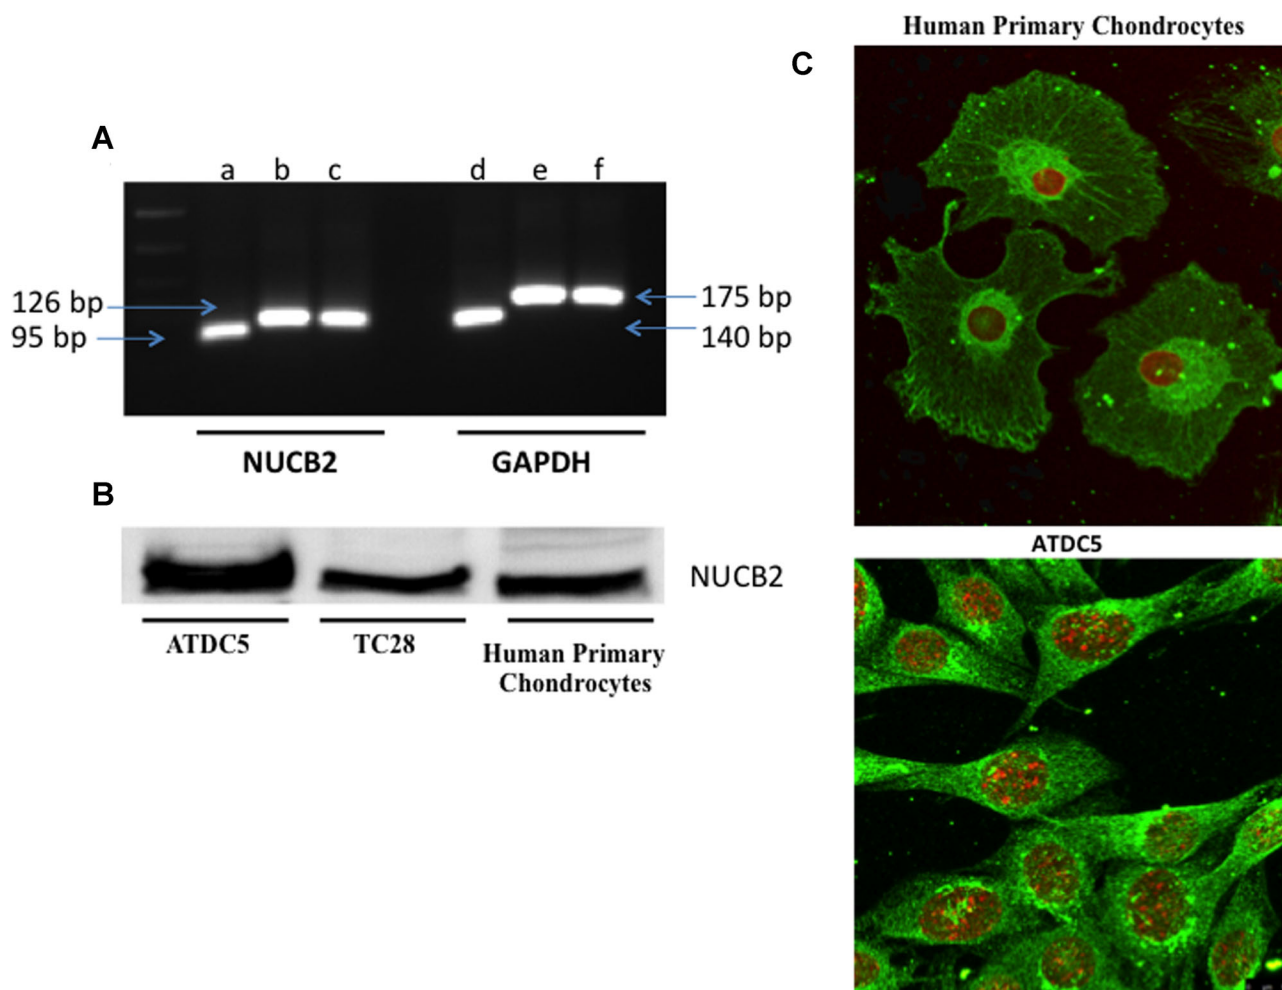 Human Primary Chondrocytes
C
A
a b c d e f
126 bp
95 bp
175 bp
140 bp
NUCB2 GAPDH
B
NUCB2
ATDC5 TC28 Human Primary
Chondrocytes
ATDC5